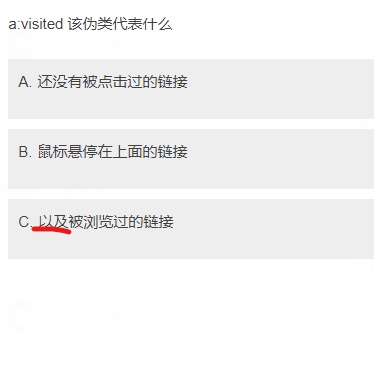 a:visited 该伪类代表什么
A. 还没有被点击过的链接
B. 鼠标悬停在上面的链接
C. 以及被浏览过的链接